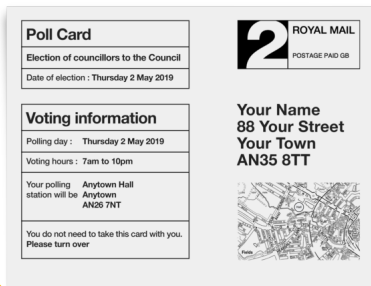 Poll Card
Election of councillors to the Council
Date of election : Thursday 2 May 2019
Voting information
Polling day : Thursday 2 May 2019
Voting hours : 7am to 10pm
Your polling Anytown Hall
station will be Anytown
AN26 7NT
You do not need to take this card with you.
Please turn over
2
ROYAL MAIL
POSTAGE PAID GB
Your Name
88 Your Street
Your Town
AN35 8TT
Fields